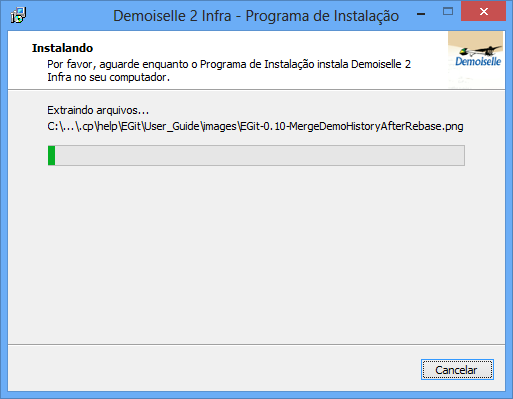 Demoiselle 2 Infra - Programa de Instalação
Instalando
Por favor, aguarde enquanto o Programa de Instalação instala Demoiselle 2
Infra no seu computador.
Demoiselle
Extraindo arquivos...
C:\...\.cp\help\EGit\User_Guide\images\EGit-0.10-MergeDemoHistoryAfterRebase.png
Cancelar